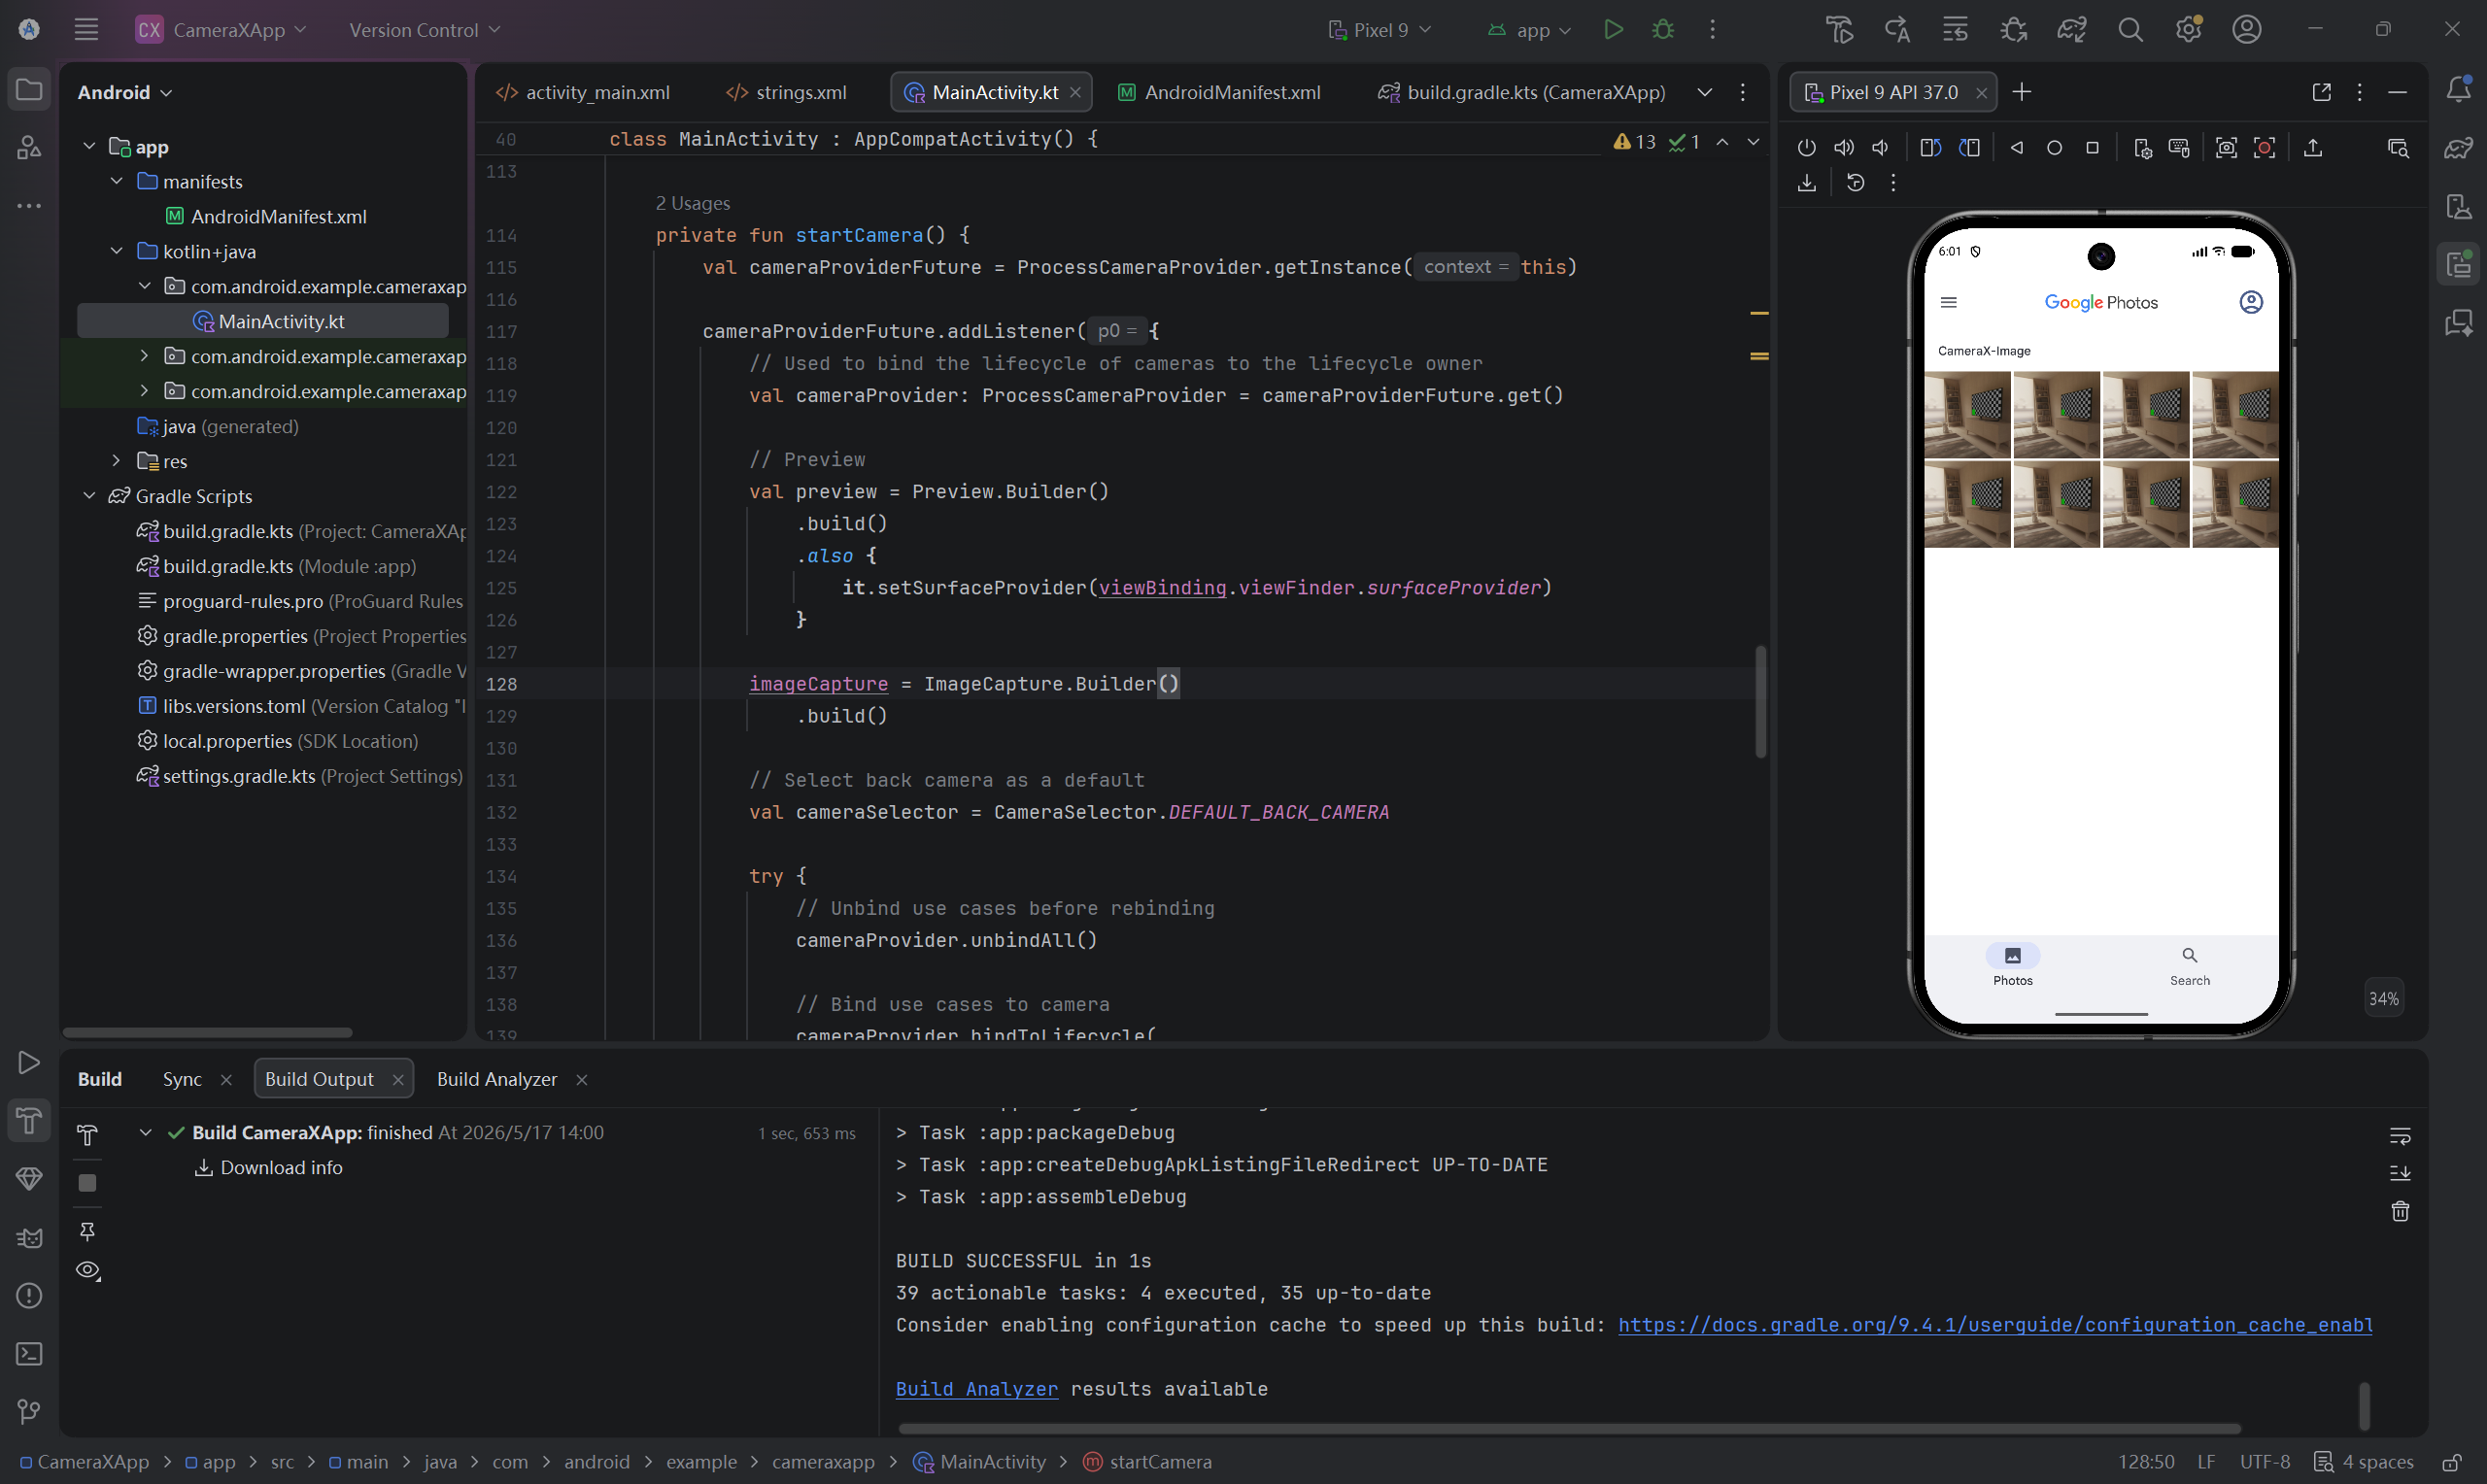 CX CameraXApp Version Control Pixel 9 app
Android
app
manifests
AndroidManifest.xml
kotlin+java
com.android.example.cameraxap
MainActivity.kt
com.android.example.cameraxap
com.android.example.cameraxap
java (generated)
res
Gradle Scripts
build.gradle.kts (Project: CameraXAp
build.gradle.kts (Module :app)
proguard-rules.pro (ProGuard Rules
gradle.properties (Project Properties
gradle-wrapper.properties (Gradle V
libs.versions.toml (Version Catalog "l
local.properties (SDK Location)
settings.gradle.kts (Project Settings)
activity_main.xml strings.xml MainActivity.kt AndroidManifest.xml build.gradle.kts (CameraXApp)
40 class MainActivity : AppCompatActivity() { 13 1
113
2 Usages
114 private fun startCamera() {
115 val cameraProviderFuture = ProcessCameraProvider.getInstance( context = this)
116
117 cameraProviderFuture.addListener( p0 = {
118 // Used to bind the lifecycle of cameras to the lifecycle owner
119 val cameraProvider: ProcessCameraProvider = cameraProviderFuture.get()
120
121 // Preview
122 val preview = Preview.Builder()
123 .build()
124 .also {
125 it.setSurfaceProvider(viewBinding.viewFinder.surfaceProvider)
126 }
127
128 imageCapture = ImageCapture.Builder()
129 .build()
130
131 // Select back camera as a default
132 val cameraSelector = CameraSelector.DEFAULT_BACK_CAMERA
133
134 try {
135 // Unbind use cases before rebinding
136 cameraProvider.unbindAll()
137
138 // Bind use cases to camera
139 cameraProvider.bindToLifecycle(
Pixel 9 API 37.0
6:01
Google Photos
CameraX-Image
Photos Search
34%
Build Sync Build Output Build Analyzer
Build CameraXApp: finished At 2026/5/17 14:00 1 sec, 653 ms
Download info
> Task :app:packageDebug
> Task :app:createDebugApkListingFileRedirect UP-TO-DATE
> Task :app:assembleDebug
BUILD SUCCESSFUL in 1s
39 actionable tasks: 4 executed, 35 up-to-date
Consider enabling configuration cache to speed up this build: https://docs.gradle.org/9.4.1/userguide/configuration_cache_enabl
Build Analyzer results available
CameraXApp > app > src > main > java > com > android > example > cameraxapp > MainActivity > startCamera 128:50 LF UTF-8 4 spaces